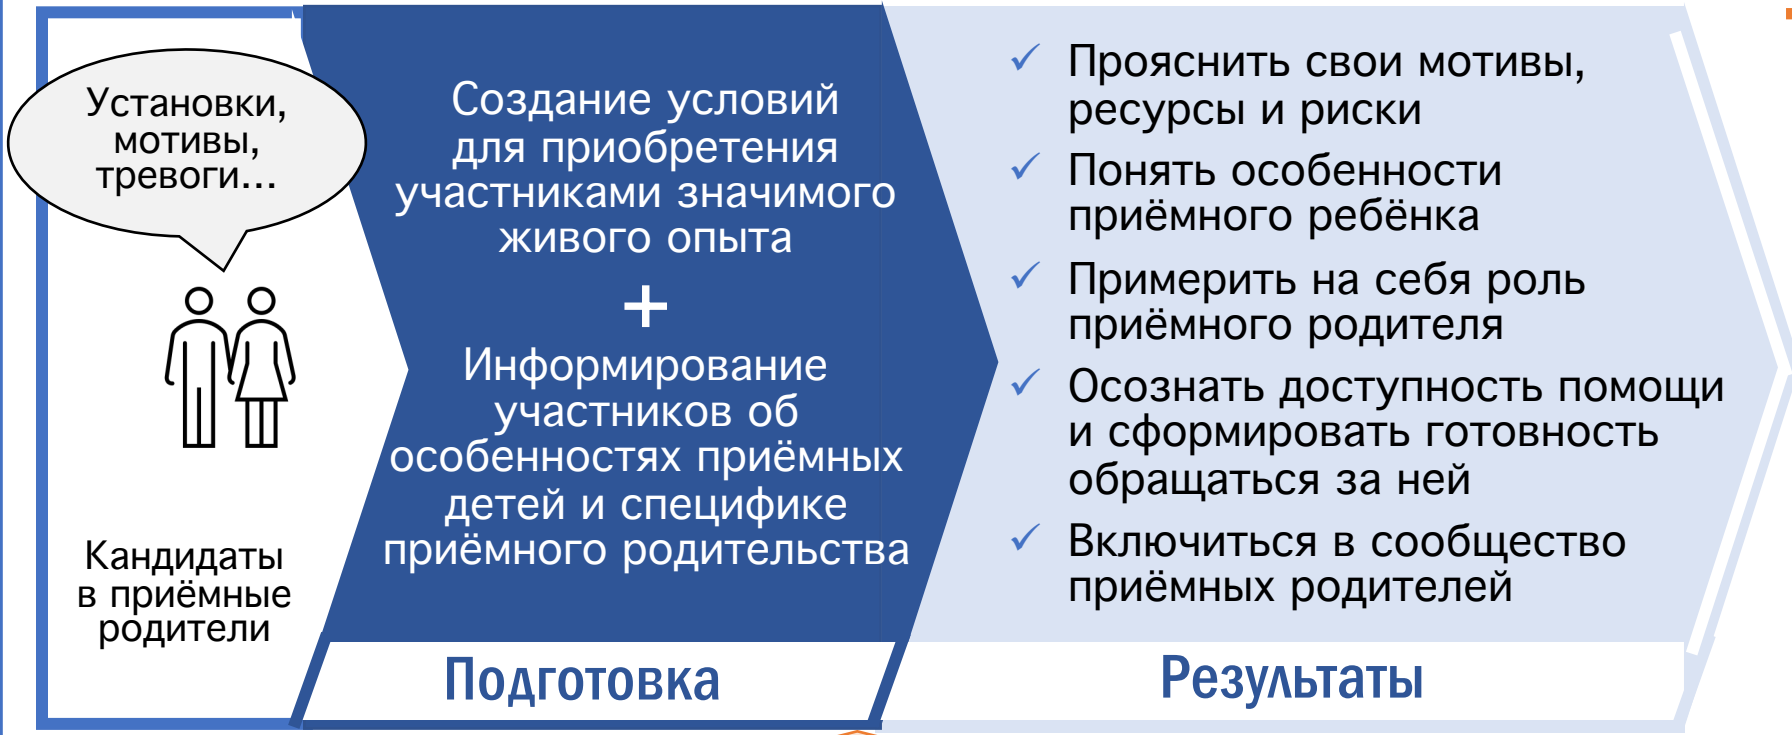 Установки,
мотивы,
тревоги...
Кандидаты
в приёмные
родители
Создание условий
для приобретения
участниками значимого
живого опыта
+
Информирование
участников об
особенностях приёмных
детей и специфике
приёмного родительства
Подготовка
✓ Прояснить свои мотивы,
ресурсы и риски
✓ Понять особенности
приёмного ребёнка
✓ Примерить на себя роль
приёмного родителя
✓ Осознать доступность помощи
и сформировать готовность
обращаться за ней
✓ Включиться в сообщество
приёмных родителей
Результаты